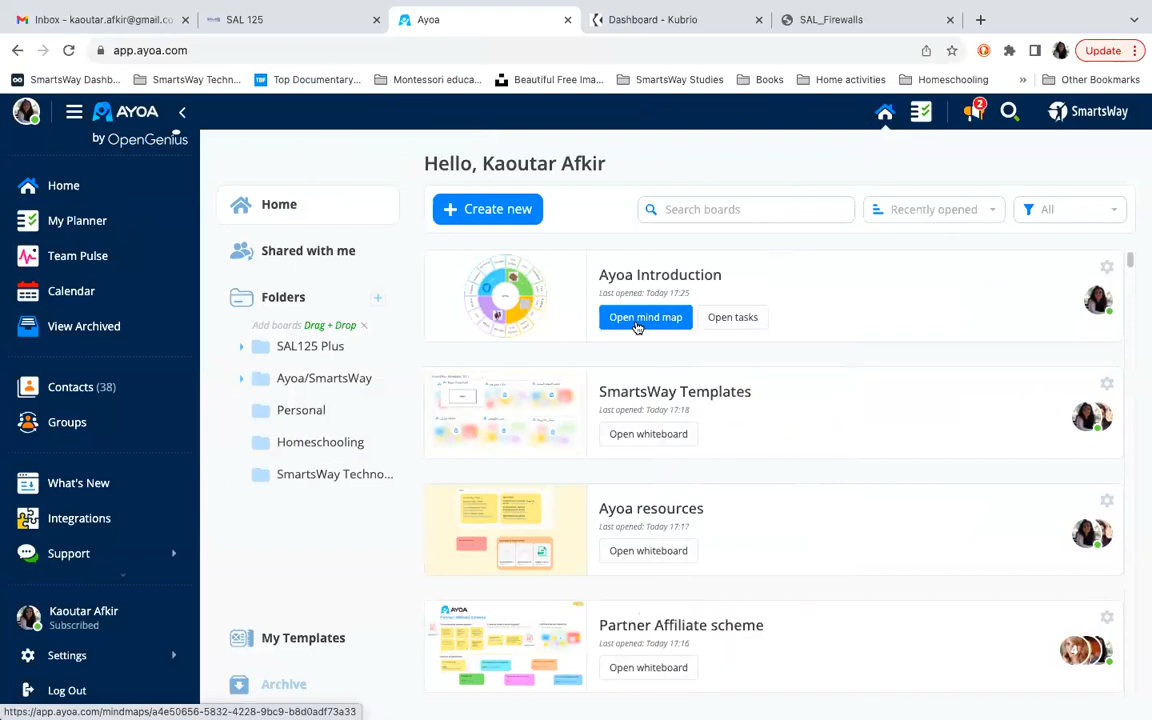 Inbox - kaoutar.afkir@gmail.co
SAL 125
Ayoa
Dashboard - Kubrio
SAL_Firewalls
app.ayoa.com
Update
SmartsWay Dashb...
SmartsWay Techn...
TBF
Top Documentary...
Montessori educa...
Beautiful Free Ima...
SmartsWay Studies
Books
Home activities
Homeschooling
Other Bookmarks
AYOA
by OpenGenius
2
SmartsWay
Home
My Planner
Team Pulse
Calendar
View Archived
Contacts (38)
Groups
What's New
Integrations
Support
Kaoutar Afkir
Subscribed
Settings
Log Out
Home
Shared with me
Folders
Add boards Drag + Drop
SAL125 Plus
Ayoa/SmartsWay
Personal
Homeschooling
SmartsWay Techno...
My Templates
Archive
Hello, Kaoutar Afkir
+ Create new
Search boards
Recently opened
All
Ayoa Introduction
Last opened: Today 17:25
Open mind map
Open tasks
SmartsWay Templates
Last opened: Today 17:18
Open whiteboard
Ayoa resources
Last opened: Today 17:17
Open whiteboard
AYOA
Partner Affiliate scheme
Partner Affiliate scheme
Last opened: Today 17:16
Open whiteboard
https://app.ayoa.com/mindmaps/a4e50656-5832-4228-9bc9-b8d0adf73a33